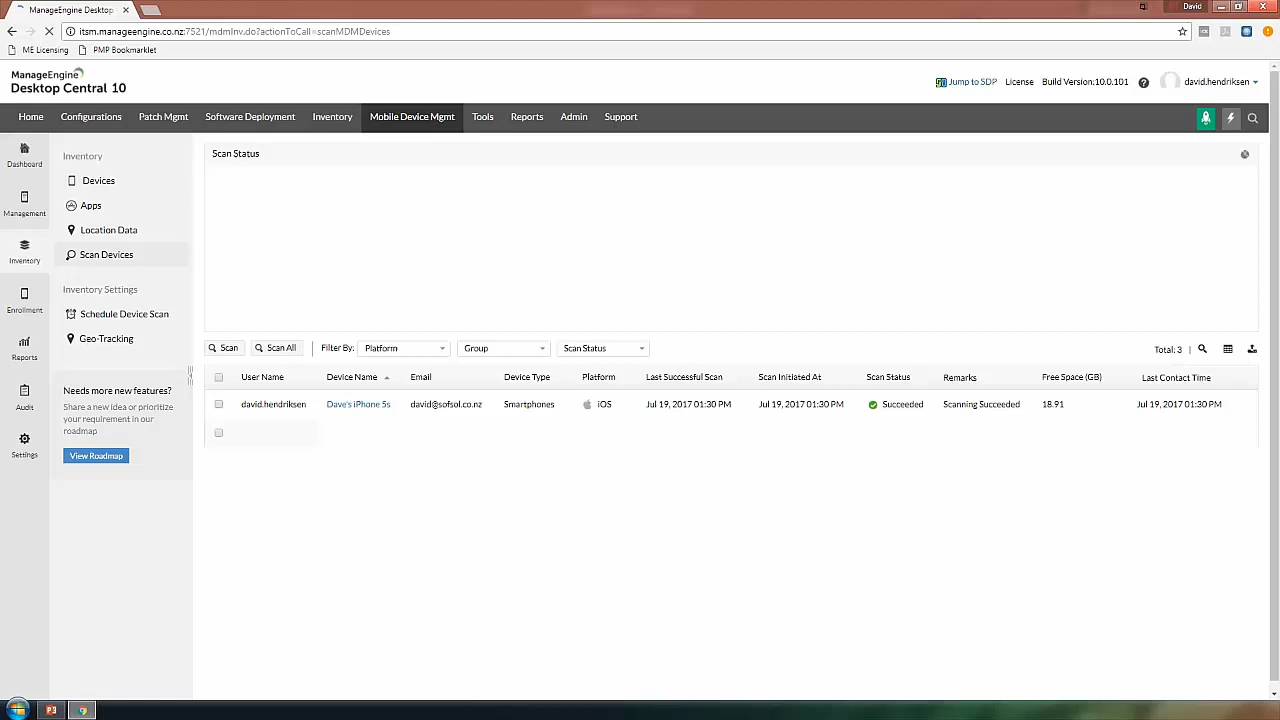 ManageEngine Desktop
David
itsm.manageengine.co.nz:7521/mdmInv.do?actionToCall=scanMDMDevices
ME Licensing PMP Bookmarklet
ManageEngine
Desktop Central 10
Jump to SDP License Build Version:10.0.101 david.hendriksen
Home Configurations Patch Mgmt Software Deployment Inventory Mobile Device Mgmt Tools Reports Admin Support
Dashboard
Management
Inventory
Enrollment
Reports
Audit
Settings
Inventory
Devices
Apps
Location Data
Scan Devices
Inventory Settings
Schedule Device Scan
Geo-Tracking
Needs more new features?
Share a new idea or prioritize
your requirement in our
roadmap
View Roadmap
Scan Status
Scan Scan All Filter By: Platform Group Scan Status Total: 3
User Name Device Name Email Device Type Platform Last Successful Scan Scan Initiated At Scan Status Remarks Free Space (GB) Last Contact Time
david.hendriksen Dave's iPhone 5s david@sofsol.co.nz Smartphones iOS Jul 19, 2017 01:30 PM Jul 19, 2017 01:30 PM Succeeded Scanning Succeeded 18.91 Jul 19, 2017 01:30 PM